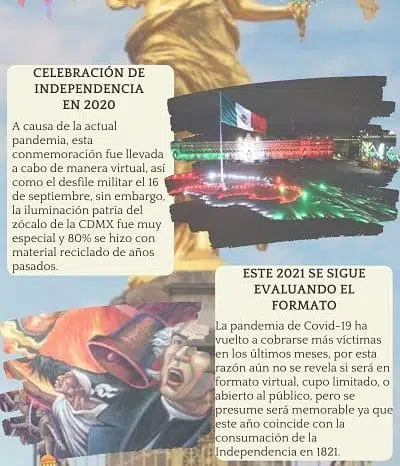 CELEBRACIÓN DE
INDEPENDENCIA
EN 2020
A causa de la actual
pandemia, esta
conmemoración fue llevada
a cabo de manera virtual, así
como el desfile militar el 16
de septiembre, sin embargo,
la iluminación patria del
zócalo de la CDMX fue muy
especial y 80% se hizo con
material reciclado de años
pasados.
ESTE 2021 SE SIGUE
EVALUANDO EL
FORMATO
La pandemia de Covid-19 ha
vuelto a cobrarse más víctimas
en los últimos meses, por esta
razón aún no se revela si será en
formato virtual, cupo limitado, o
abierto al público, pero se
presume será memorable ya que
este año coincide con la
consumación de la
Independencia en 1821.